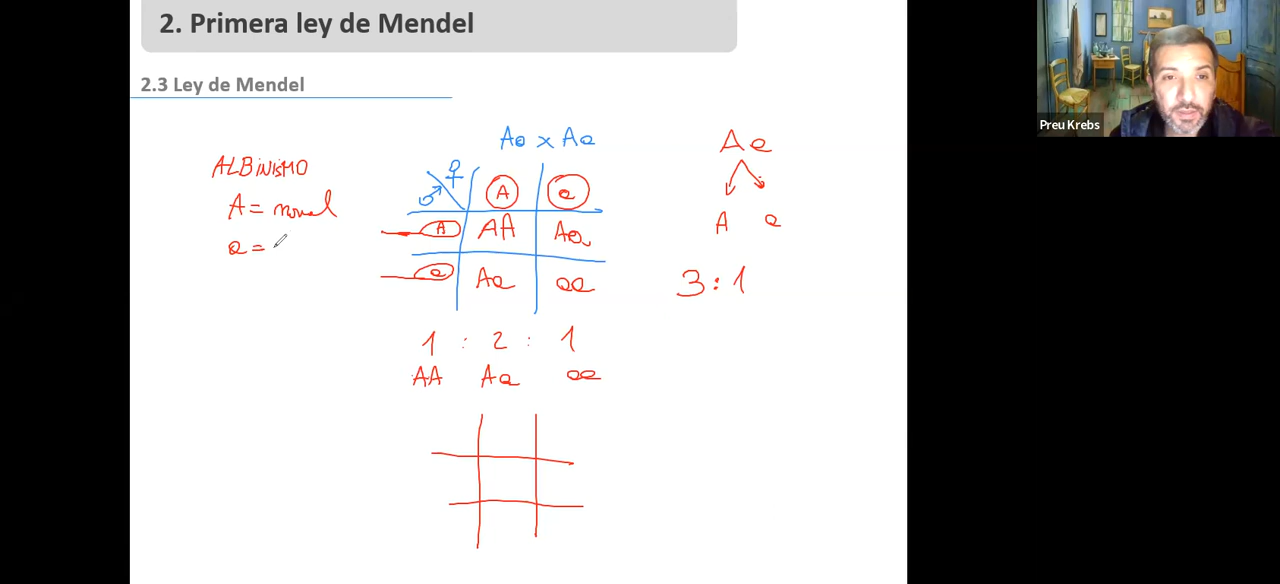 2. Primera ley de Mendel
2.3 Ley de Mendel
Preu Krebs
Aa x Aa
Aa
ALBINISMO
A = normal
a =
♂ ♀ A a
A AA Aa
a Aa aa
A a
3 : 1
1 : 2 : 1
AA Aa aa